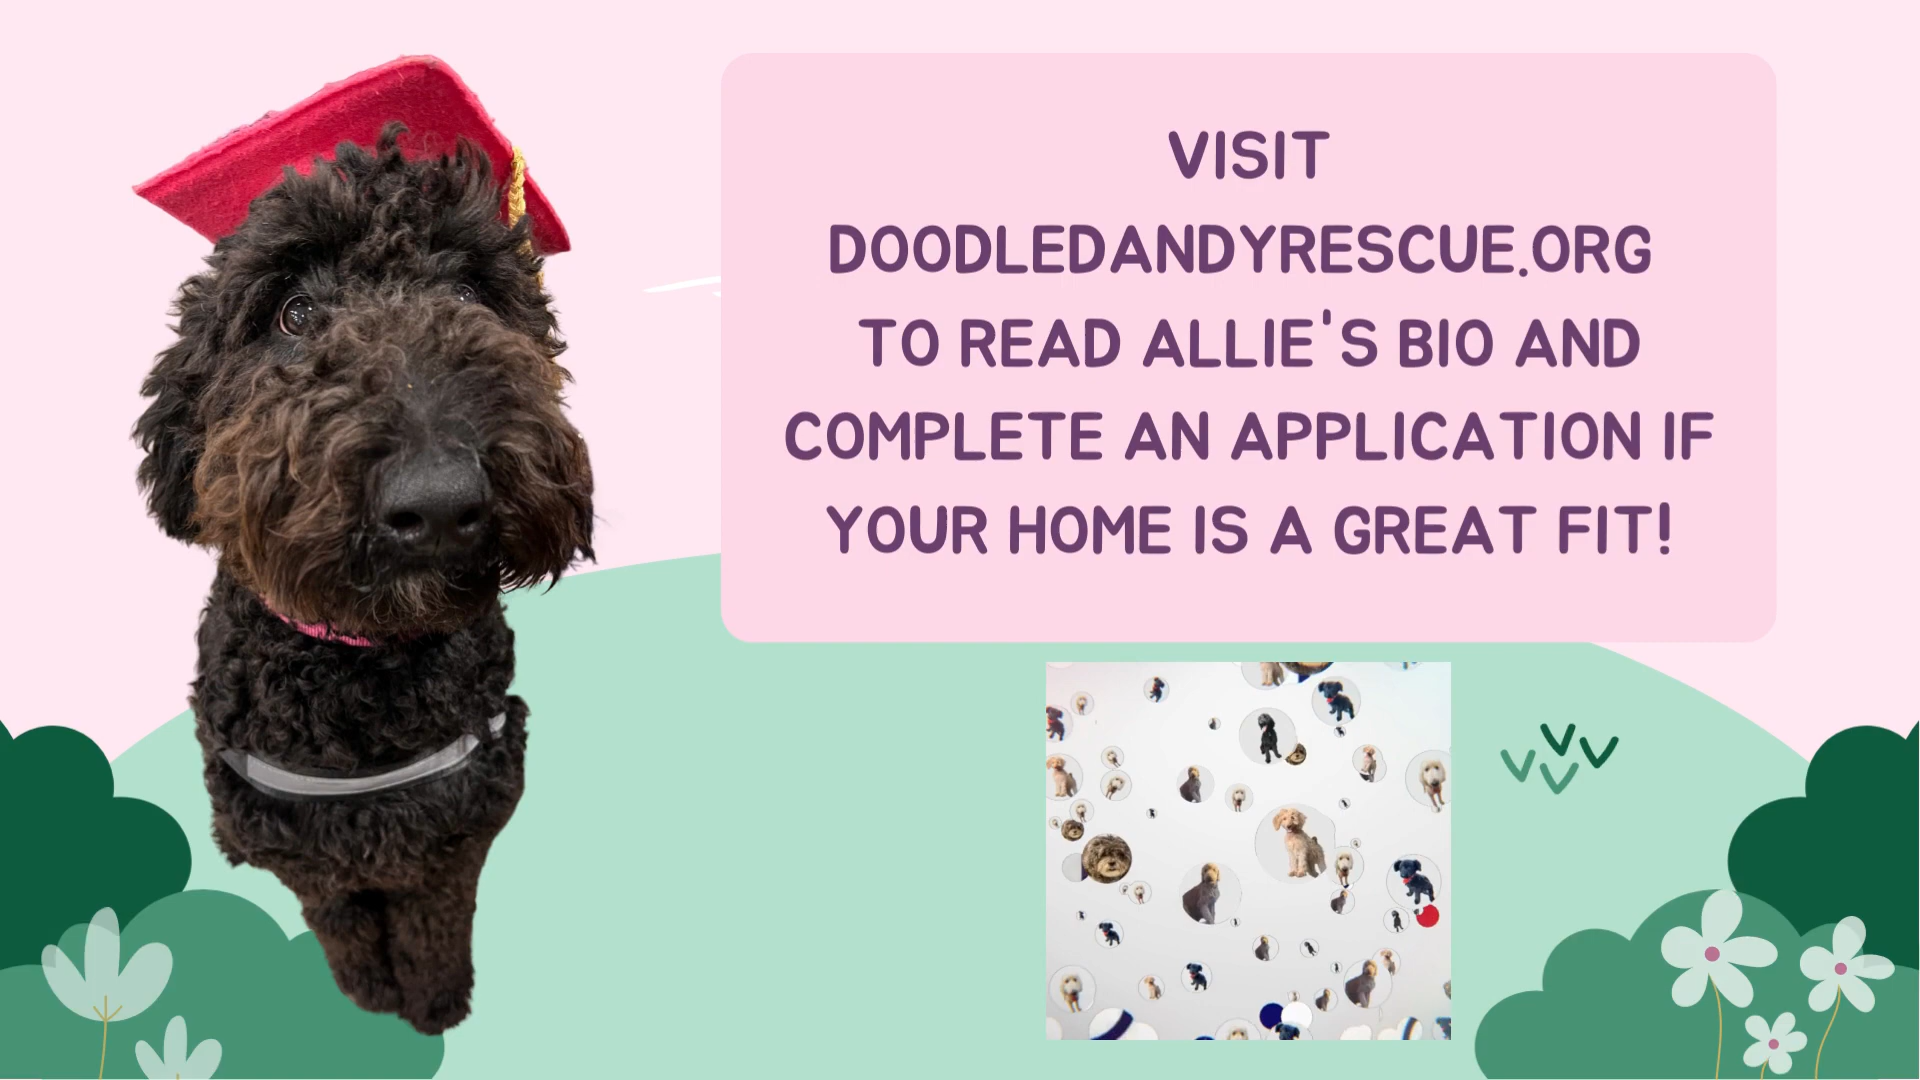 VISIT
DOODLEDANDYRESCUE.ORG
TO READ ALLIE'S BIO AND
COMPLETE AN APPLICATION IF
YOUR HOME IS A GREAT FIT!